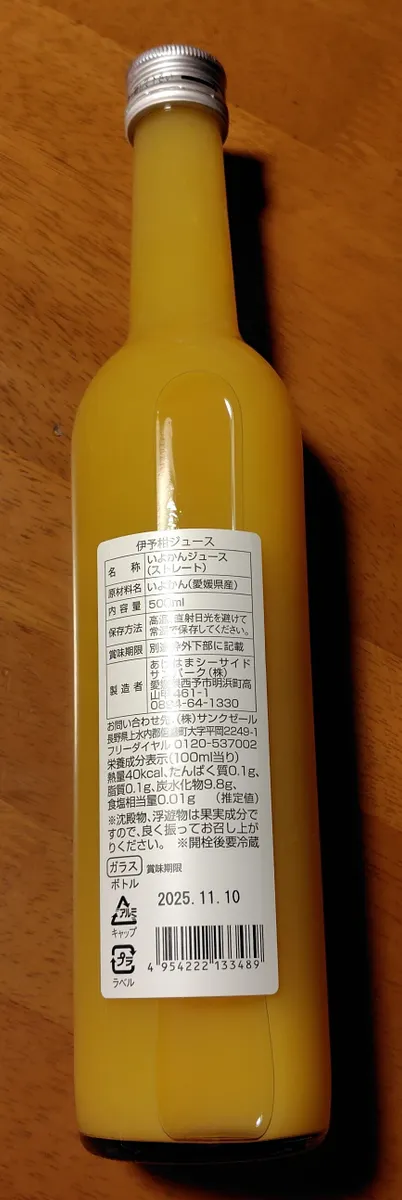 伊予柑ジュース
名 称 いよかんジュース
(ストレート)
原材料名 いよかん(愛媛県産)
内 容 量 500ml
保存方法 高温、直射日光を避けて
常温で保存してください。
賞味期限 別途枠外下部に記載
製 造 者 あけはまシーサイド
サンパーク(株)
愛媛県西予市明浜町高
山甲461-1
0894-64-1330
お問い合わせ先:(株)サンクゼール
長野県上水内郡飯綱町大字平岡2249-1
フリーダイヤル 0120-537002
栄養成分表示(100ml当り)
熱量40kcal、たんぱく質0.1g、
脂質0.1g、炭水化物9.8g、
食塩相当量0.01g (推定値)
※沈殿物、浮遊物は果実成分で
すので、良く振ってお召し上が
りください。 ※開栓後要冷蔵
ガラス 賞味期限
ボトル
2025.11.10
アルミ
キャップ
プラ
ラベル
4 954222 133489